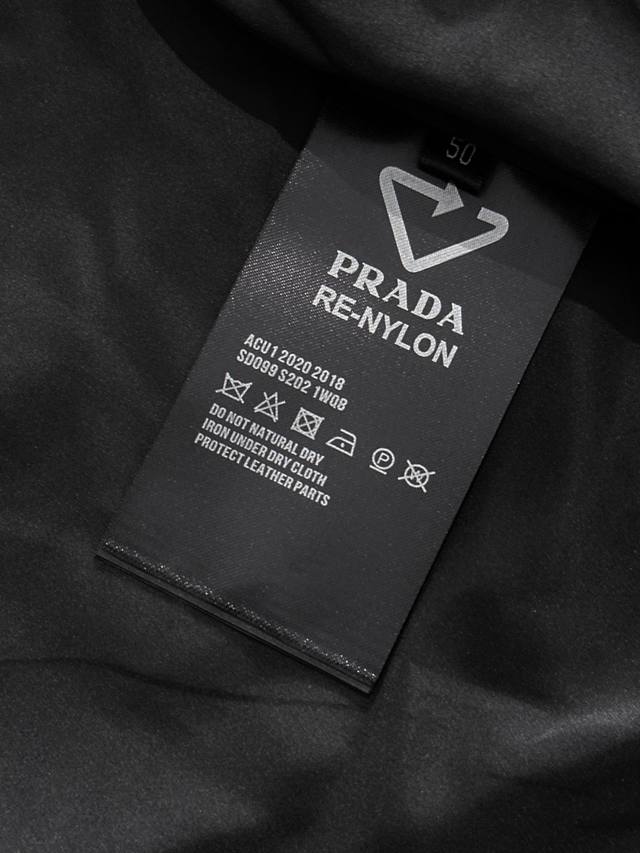 50
PRADA
RE-NYLON
ACU1 2020 2018
SD099 S202 1W08
P
W
DO NOT NATURAL DRY
IRON UNDER DRY CLOTH
PROTECT LEATHER PARTS